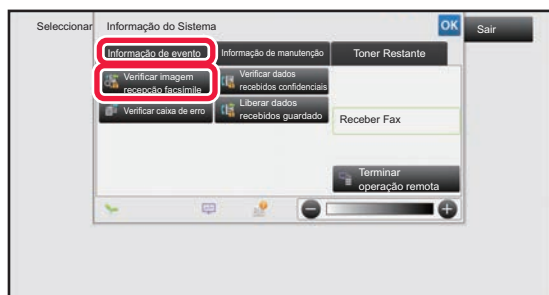 Seleccionar
Informação do Sistema
OK
Sair
Informação de evento
Informação de manutenção
Toner Restante
Verificar imagem
recepção facsímile
Verificar dados
recebidos confidenciais
Verificar caixa de erro
Liberar dados
recebidos guardado
Receber Fax
Terminar
operação remota